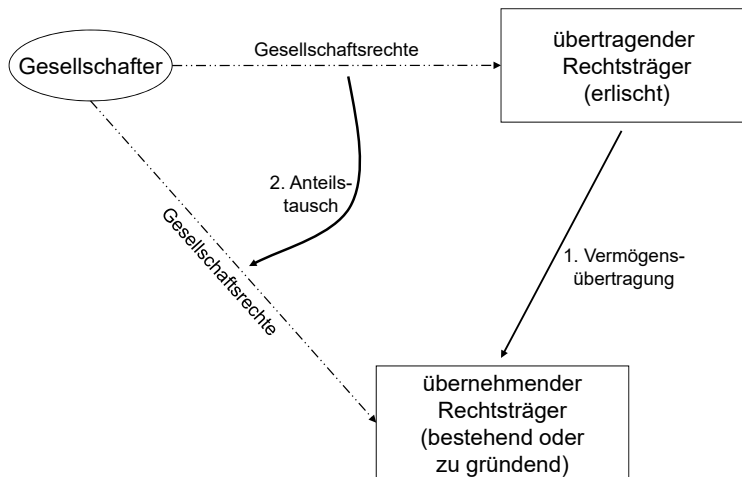 Gesellschafter
Gesellschaftsrechte
übertragender
Rechtsträger
(erlischt)
2. Anteils-
tausch
Gesellschaftsrechte
1. Vermögens-
übertragung
übernehmender
Rechtsträger
(bestehend oder
zu gründend)